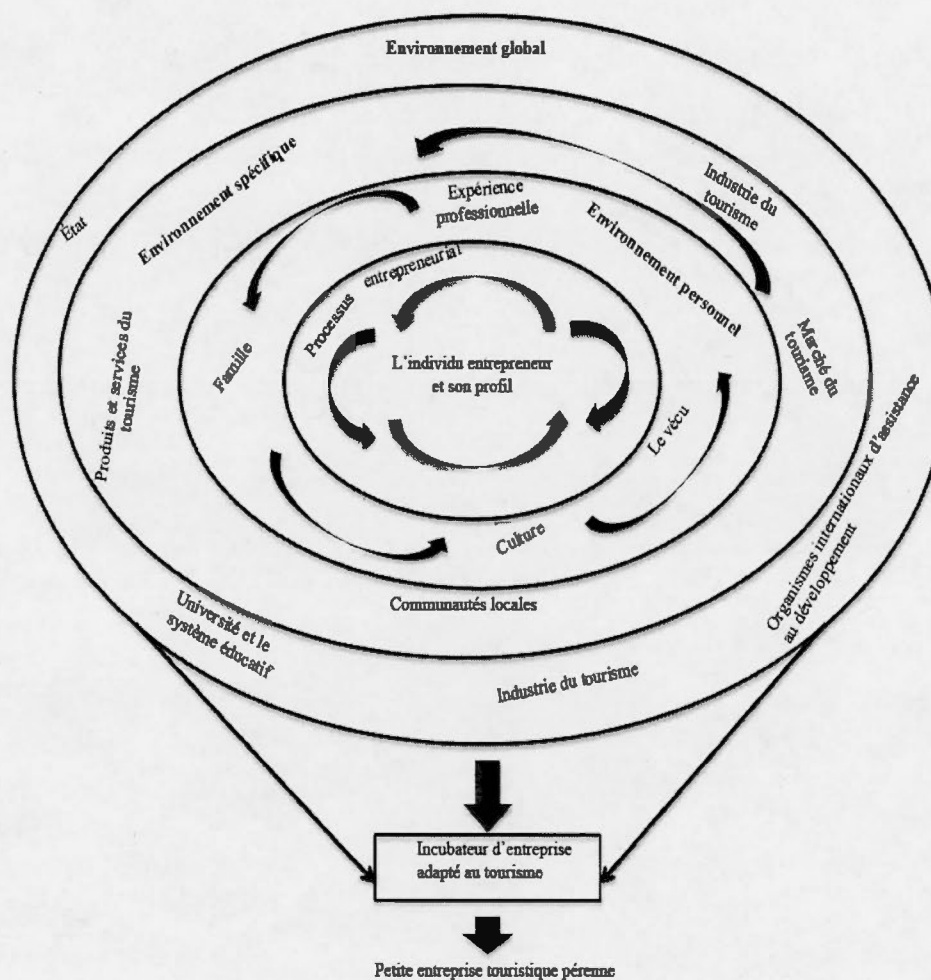 Environnement global
Environnement spécifique
Industrie du
tourisme
État
Expérience
professionnelle
Environnement personnel
Processus entrepreneurial
Famille
L'individu entrepreneur
et son profil
Marché du
tourisme
Produits et services du
tourisme
Le vécu
Culture
Organismes internationaux d'assistance
au développement
Communautés locales
Université et le
système éducatif
Industrie du tourisme
Incubateur d'entreprise
adapté au tourisme
Petite entreprise touristique pérenne